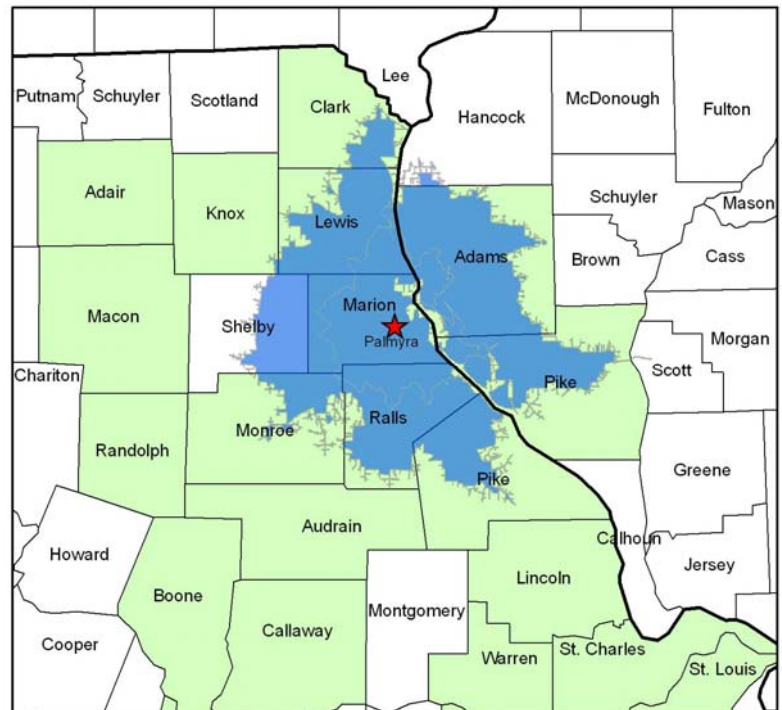 Lee
Putnam
Schuyler
Scotland
Clark
Hancock
McDonough
Fulton
Adair
Knox
Lewis
Schuyler
Mason
Adams
Brown
Cass
Macon
Shelby
Marion
Palmyra
Morgan
Chariton
Pike
Scott
Randolph
Monroe
Ralls
Pike
Greene
Audrain
Howard
Calhoun
Jersey
Boone
Lincoln
Callaway
Montgomery
Cooper
Warren
St. Charles
St. Louis